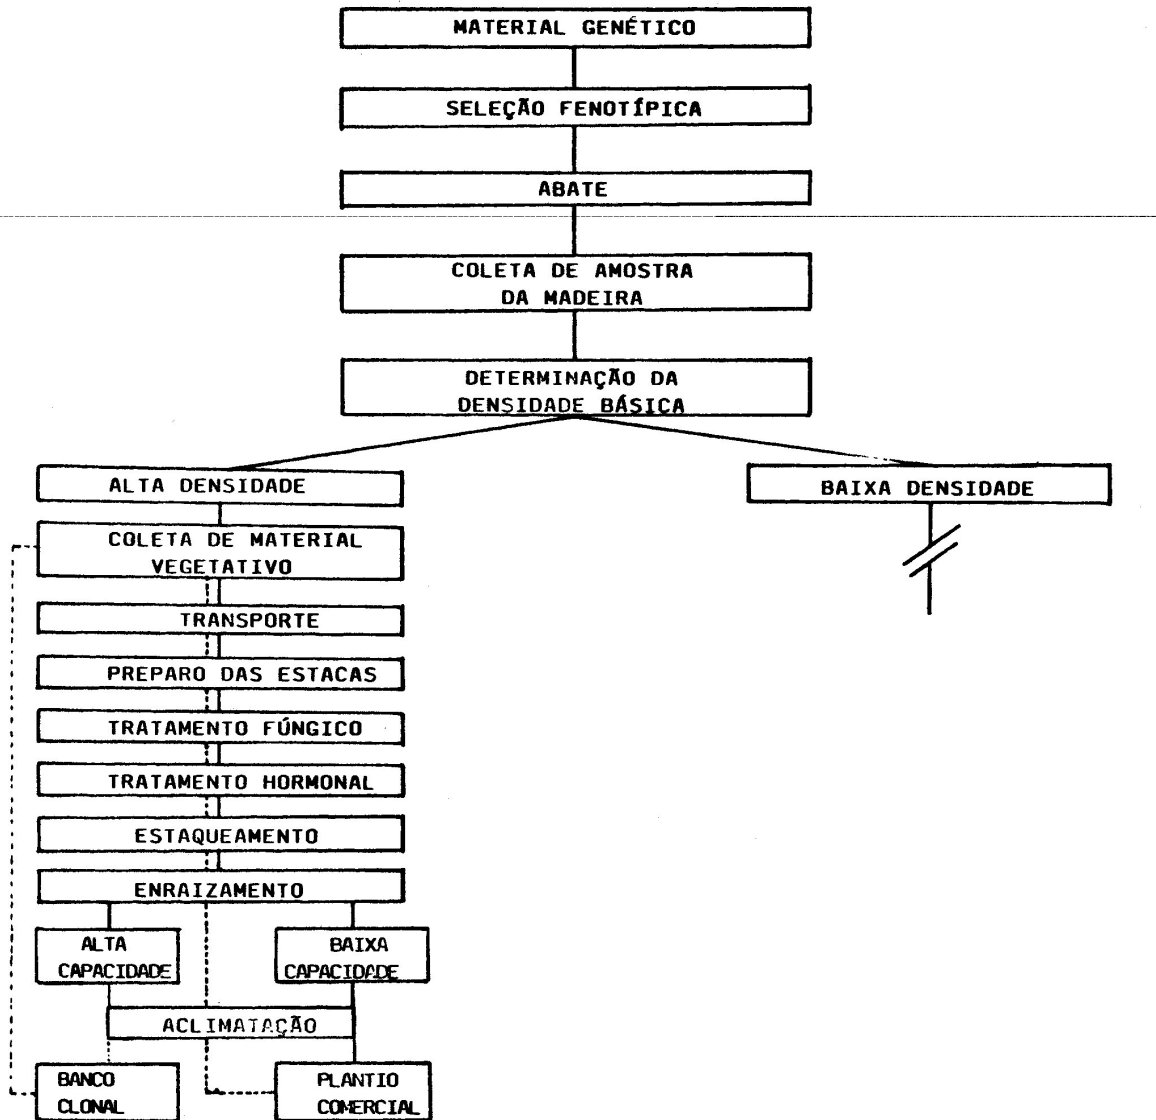 MATERIAL GENÉTICO
SELEÇÃO FENOTÍPICA
ABATE
COLETA DE AMOSTRA
DA MADEIRA
DETERMINAÇÃO DA
DENSIDADE BÁSICA
ALTA DENSIDADE
BAIXA DENSIDADE
COLETA DE MATERIAL
VEGETATIVO
TRANSPORTE
PREPARO DAS ESTACAS
TRATAMENTO FÚNGICO
TRATAMENTO HORMONAL
ESTAQUEAMENTO
ENRAIZAMENTO
ALTA
CAPACIDADE
BAIXA
CAPACIDADE
ACLIMATAÇÃO
BANCO
CLONAL
PLANTIO
COMERCIAL